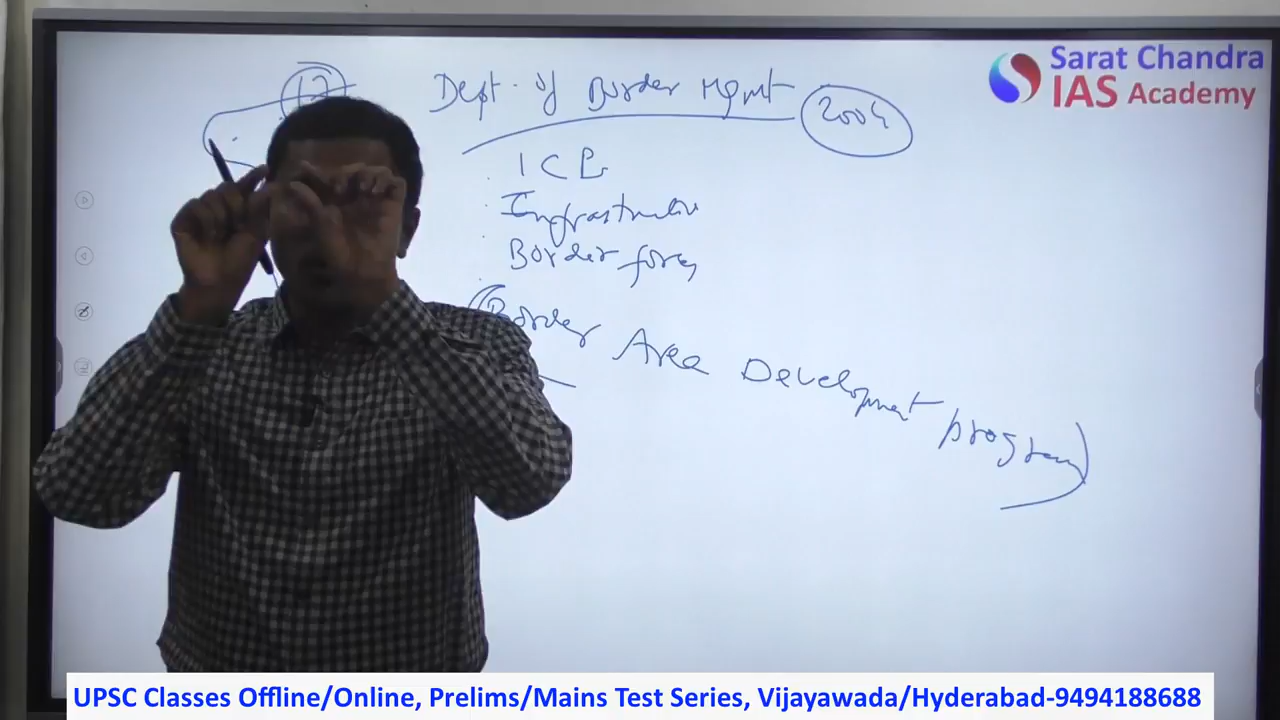 Sarat Chandra
IAS Academy
17
Dept. of Border Mgmt 2004
ICP
Infrastructure
Border forces
Border Area Development program
UPSC Classes Offline/Online, Prelims/Mains Test Series, Vijayawada/Hyderabad-9494188688